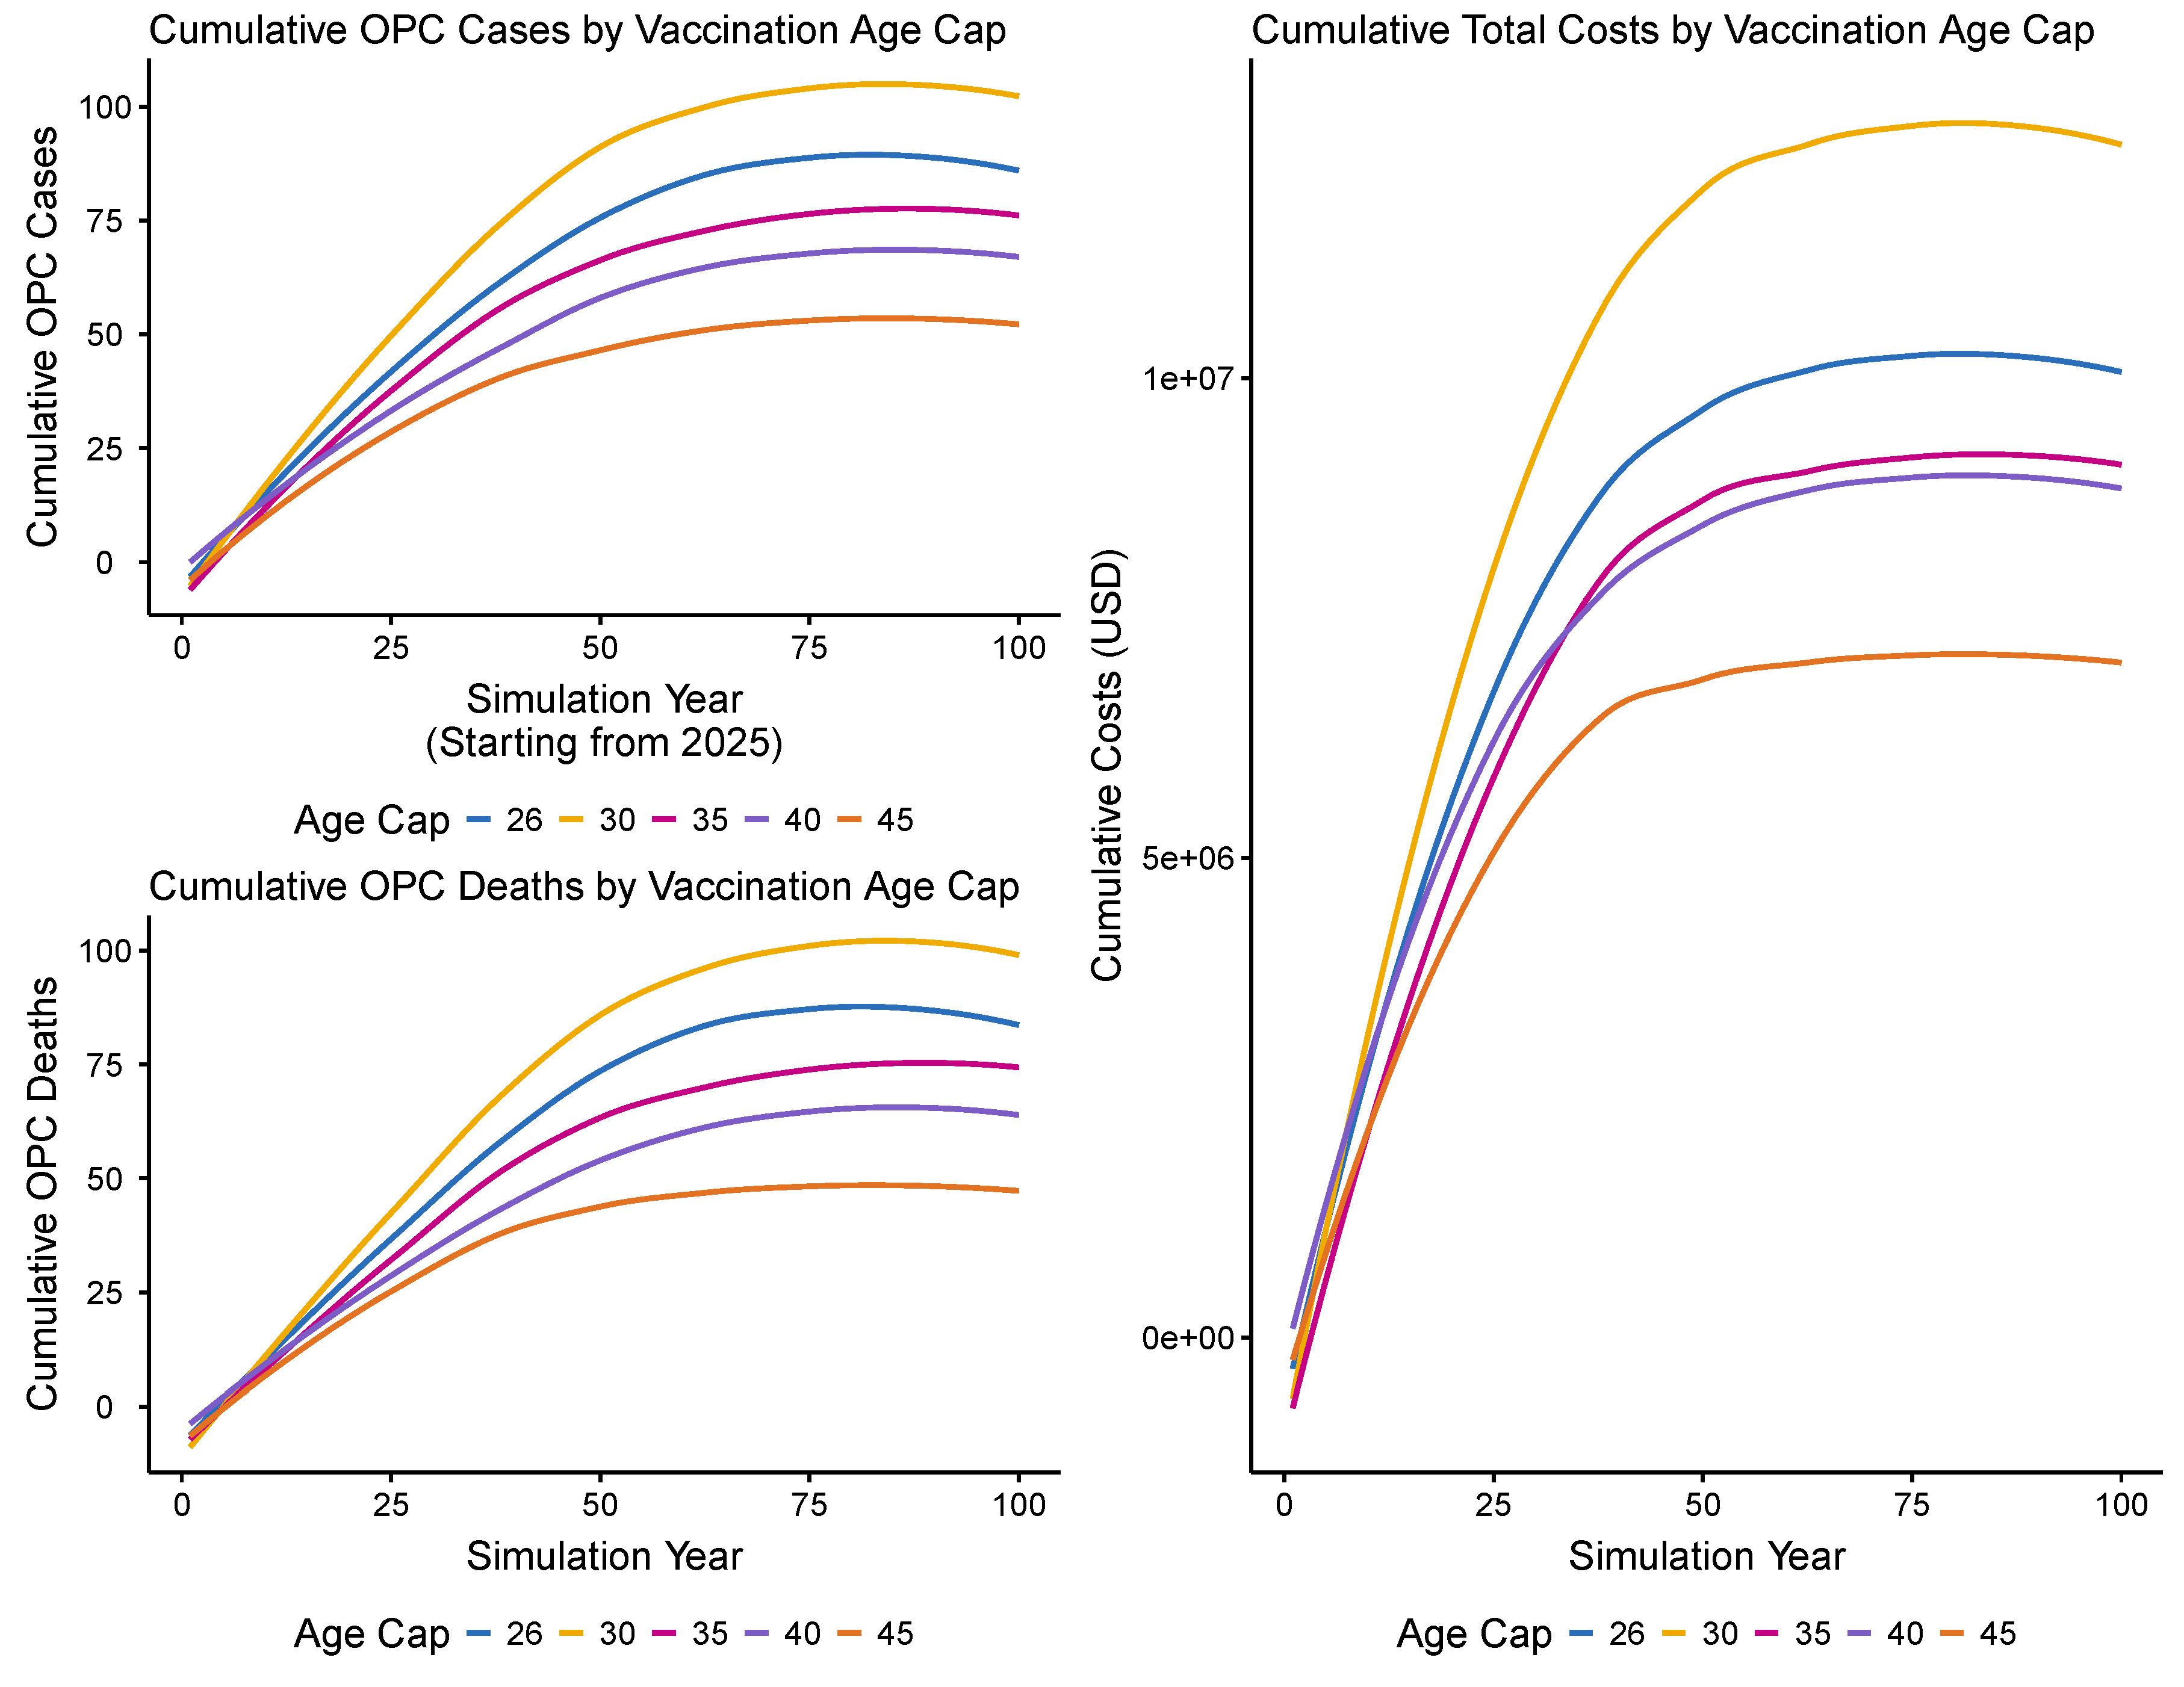 Cumulative OPC Cases by Vaccination Age Cap
Cumulative OPC Cases
100
75
50
25
0
0 25 50 75 100
Simulation Year
(Starting from 2025)
Age Cap 26 30 35 40 45
Cumulative OPC Deaths by Vaccination Age Cap
Cumulative OPC Deaths
100
75
50
25
0
0 25 50 75 100
Simulation Year
Age Cap 26 30 35 40 45
Cumulative Total Costs by Vaccination Age Cap
Cumulative Costs (USD)
1e+07
5e+06
0e+00
0 25 50 75 100
Simulation Year
Age Cap 26 30 35 40 45